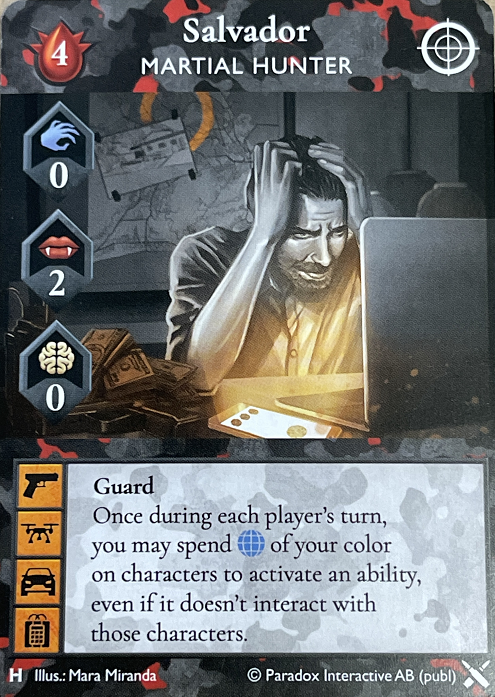 4
Salvador
MARTIAL HUNTER
0
2
0
Guard
Once during each player's turn,
you may spend of your color
on characters to activate an ability,
even if it doesn't interact with
those characters.
H Illus.: Mara Miranda © Paradox Interactive AB (publ)